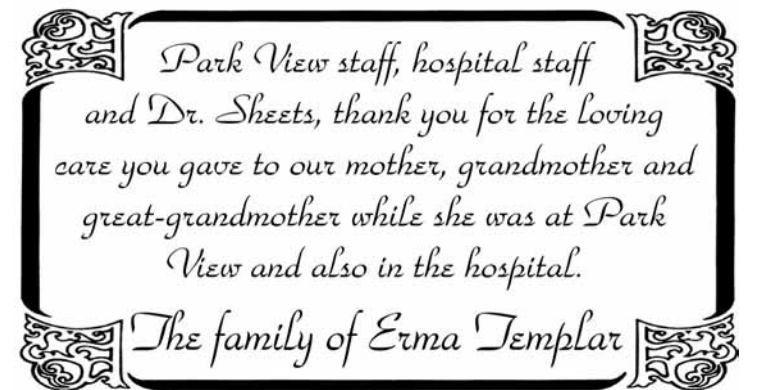 Park View staff, hospital staff
and Dr. Sheets, thank you for the loving
care you gave to our mother, grandmother and
great-grandmother while she was at Park
View and also in the hospital.
The family of Erma Templar